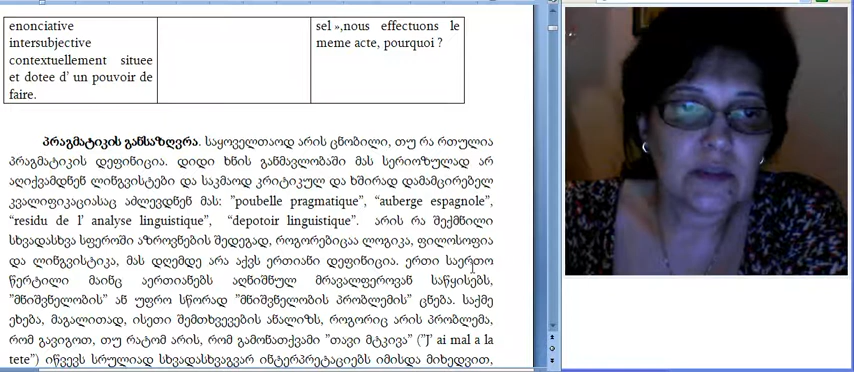 enonciative
intersubjective
contextuellement situee
et dotee d' un pouvoir de
faire.
sel »,nous effectuons le
meme acte, pourquoi ?
პრაგმატიკის განსაზღვრა. საყოველთაოდ არის ცნობილი, თუ რა რთულია
პრაგმატიკის დეფინიცია. დიდი ხნის განმავლობაში მას სერიოზულად არ
აღიქვამდნენ ლინგვისტები და საკმაოდ კრიტიკულ და ხშირად დამამცირებელ
კვალიფიკაციასაც აძლევდნენ მას: "poubelle pragmatique", "auberge espagnole",
"residu de l' analyse linguistique", "depotoir linguistique". არის რა შექმნილი
სხვადასხვა სფეროში აზროვნების შედეგად, როგორებიცაა ლოგიკა, ფილოსოფია
და ლინგვისტიკა, მას დღემდე არა აქვს ერთიანი დეფინიცია. ერთი საერთო
წერტილი მაინც აერთიანებს აღნიშნულ მრავალფეროვან საწყისებს,
"მნიშვნელობის" ან უფრო სწორად "მნიშვნელობის პრობლემის" ცნება. საქმე
ეხება, მაგალითად, ისეთი შემთხვევების ანალიზს, როგორიც არის პრობლემა,
რომ გავიგოთ, თუ რატომ არის, რომ გამონათქვამი "თავი მტკივა" ("J' ai mal a la
tete") იწვევს სრულიად სხვადასხვაგვარ ინტერპრეტაციებს იმისდა მიხედვით,